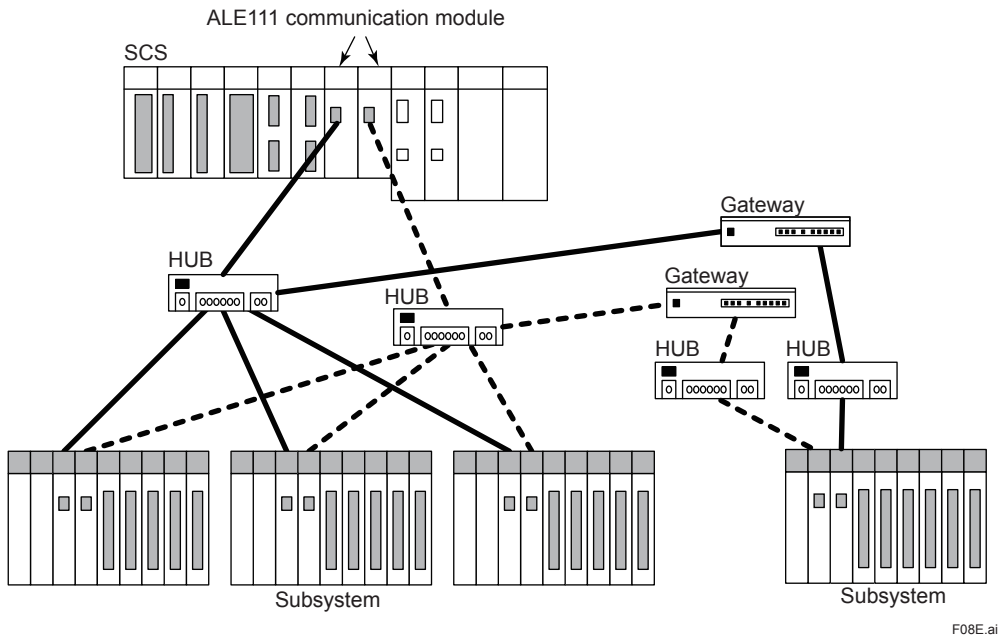 ALE111 communication module
SCS
Gateway
HUB
Gateway
HUB
HUB
HUB
Subsystem
Subsystem
F08E.ai